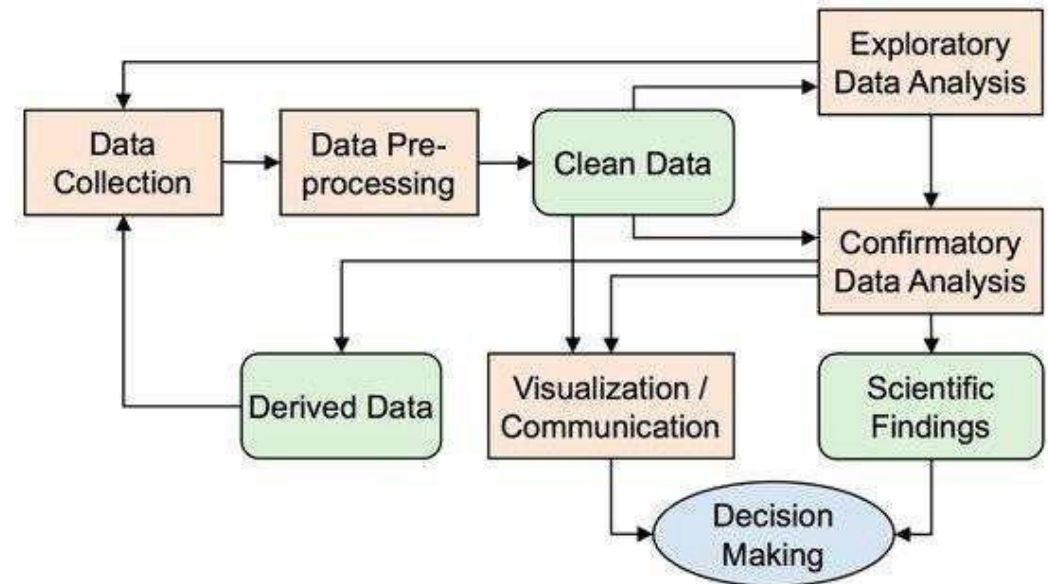 Exploratory
Data Analysis
Data
Collection
Data Pre-
processing
Clean Data
Confirmatory
Data Analysis
Derived Data
Visualization /
Communication
Scientific
Findings
Decision
Making